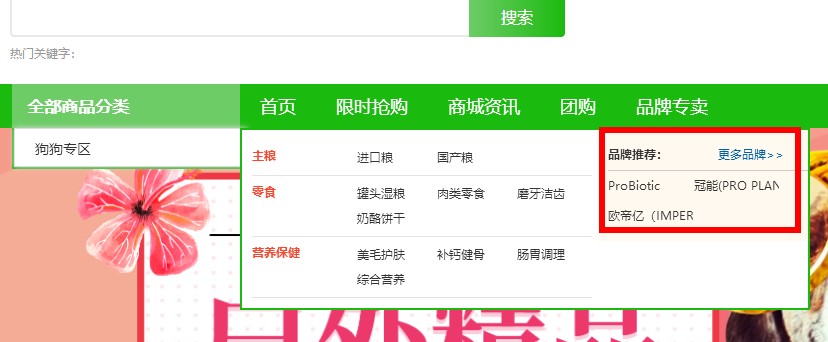 搜索
热门关键字：
全部商品分类 首页 限时抢购 商城资讯 团购 品牌专卖
狗狗专区
主粮 进口粮 国产粮
零食 罐头湿粮 肉类零食 磨牙洁齿
奶酪饼干
营养保健 美毛护肤 补钙健骨 肠胃调理
综合营养
品牌推荐： 更多品牌>>
ProBiotic 冠能(PRO PLAN
欧帝亿（IMPER